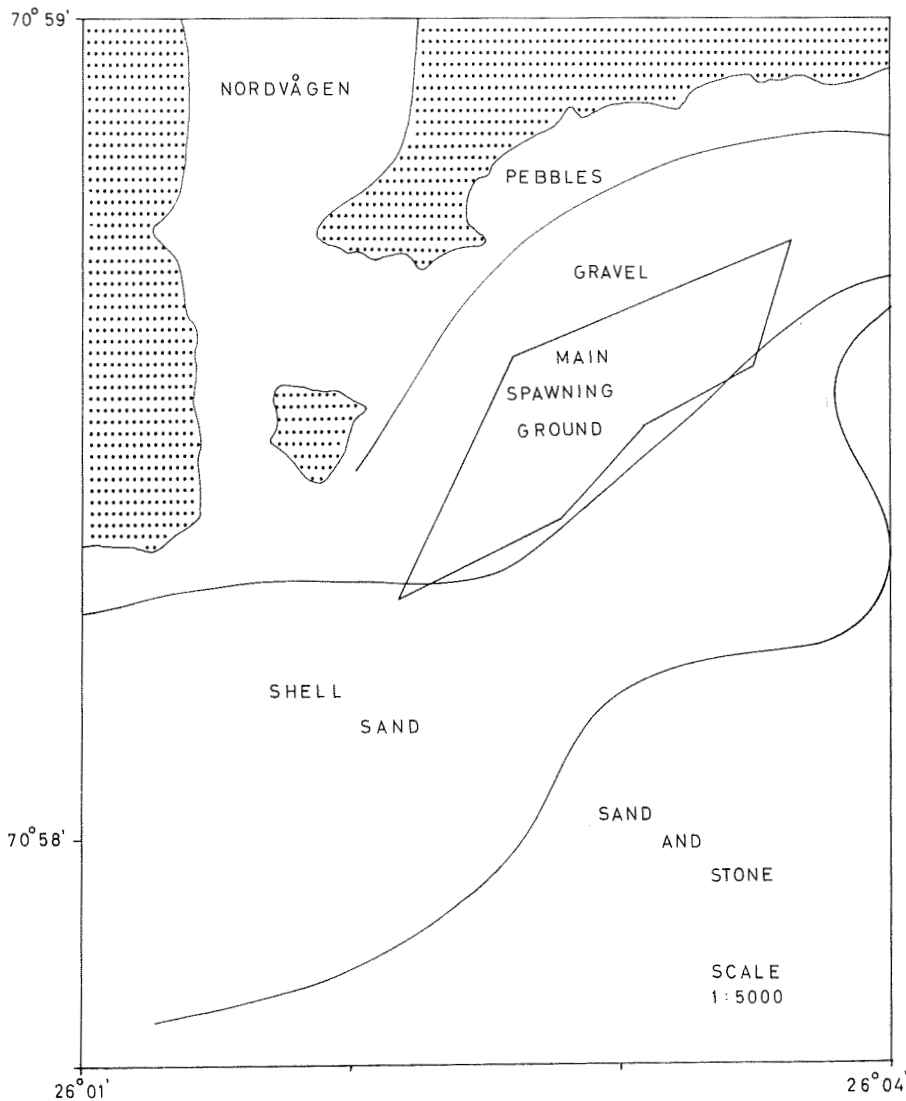 70°59'
NORDVÅGEN
PEBBLES
GRAVEL
MAIN
SPAWNING
GROUND
SHELL
SAND
70°58'
SAND
AND
STONE
SCALE
1:5000
26°01'
26°04'